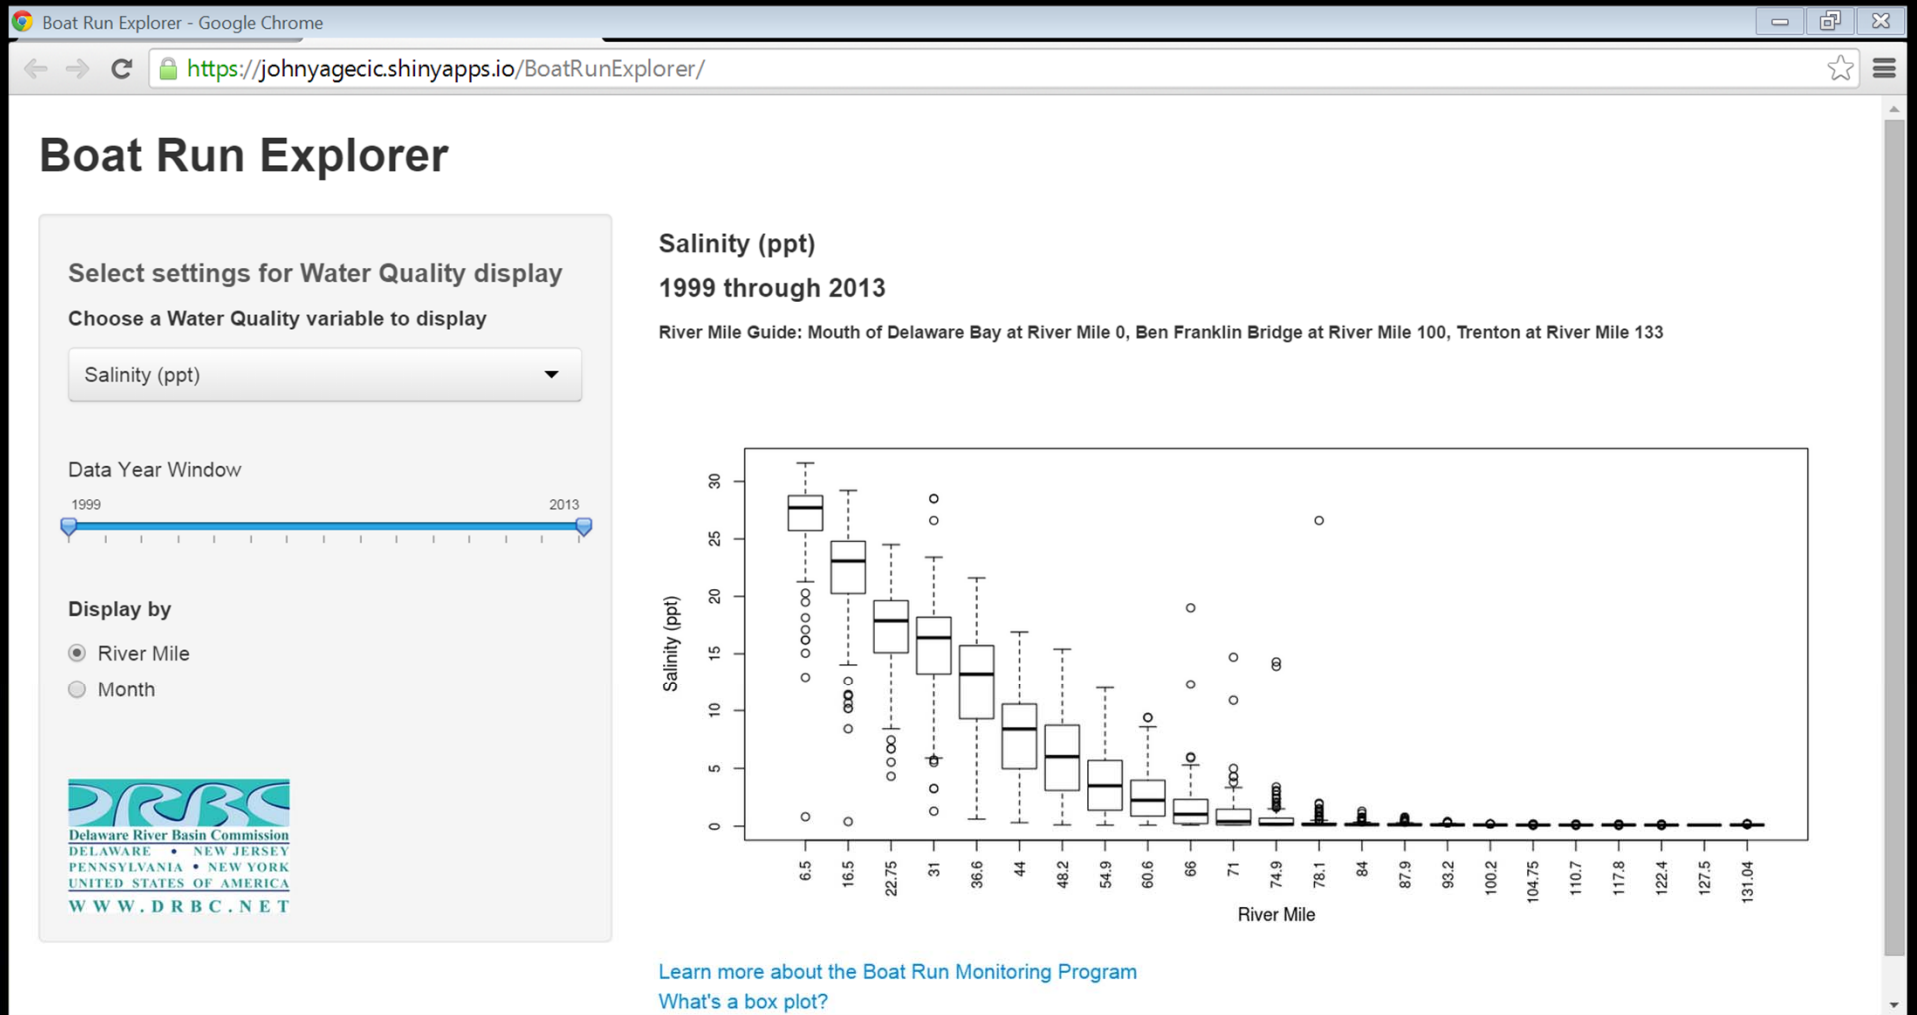 Boat Run Explorer - Google Chrome
https://johnyagecic.shinyapps.io/BoatRunExplorer/
Boat Run Explorer
Select settings for Water Quality display
Choose a Water Quality variable to display
Salinity (ppt)
Data Year Window
1999 2013
Display by
River Mile
Month
DRBC
Delaware River Basin Commission
DELAWARE • NEW JERSEY
PENNSYLVANIA • NEW YORK
UNITED STATES OF AMERICA
WWW.DRBC.NET
Salinity (ppt)
1999 through 2013
River Mile Guide: Mouth of Delaware Bay at River Mile 0, Ben Franklin Bridge at River Mile 100, Trenton at River Mile 133
Salinity (ppt)
30
25
20
15
10
5
0
6.5 16.5 22.75 31 36.6 44 48.2 54.9 60.6 66 71 74.9 78.1 84 87.9 93.2 100.2 104.75 110.7 117.8 122.4 127.5 131.04
River Mile
Learn more about the Boat Run Monitoring Program
What's a box plot?